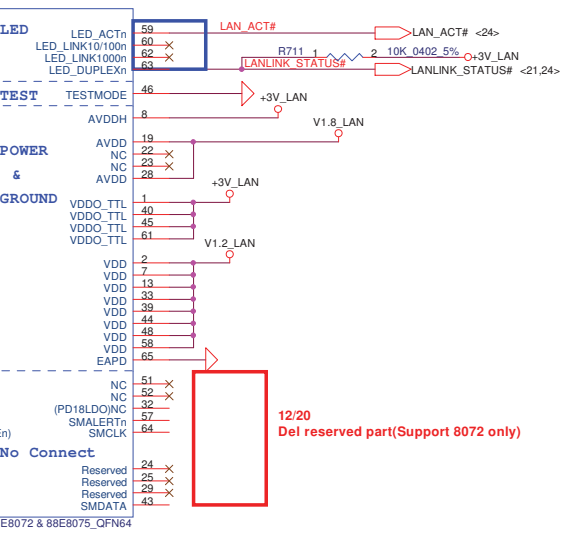 LED
LED_ACTn 59 LAN_ACT# LAN_ACT# <24>
LED_LINK10/100n 60
LED_LINK1000n 62 R711 1 2 10K_0402_5% +3V_LAN
LED_DUPLEXn 63 LANLINK_STATUS# LANLINK_STATUS# <21,24>
TEST TESTMODE 46
+3V_LAN
AVDDH 8
V1.8_LAN
AVDD 19
POWER NC 22
NC 23
& AVDD 28
+3V_LAN
GROUND VDDO_TTL 1
VDDO_TTL 40
VDDO_TTL 45
VDDO_TTL 61
V1.2_LAN
VDD 2
VDD 7
VDD 13
VDD 33
VDD 39
VDD 44
VDD 48
VDD 58
EAPD 65
NC 51
NC 52
(PD18LDO)NC 32
SMALERTn 57
En) SMCLK 64
12/20
Del reserved part(Support 8072 only)
No Connect
Reserved 24
Reserved 25
Reserved 29
SMDATA 43
E8072 & 88E8075_QFN64